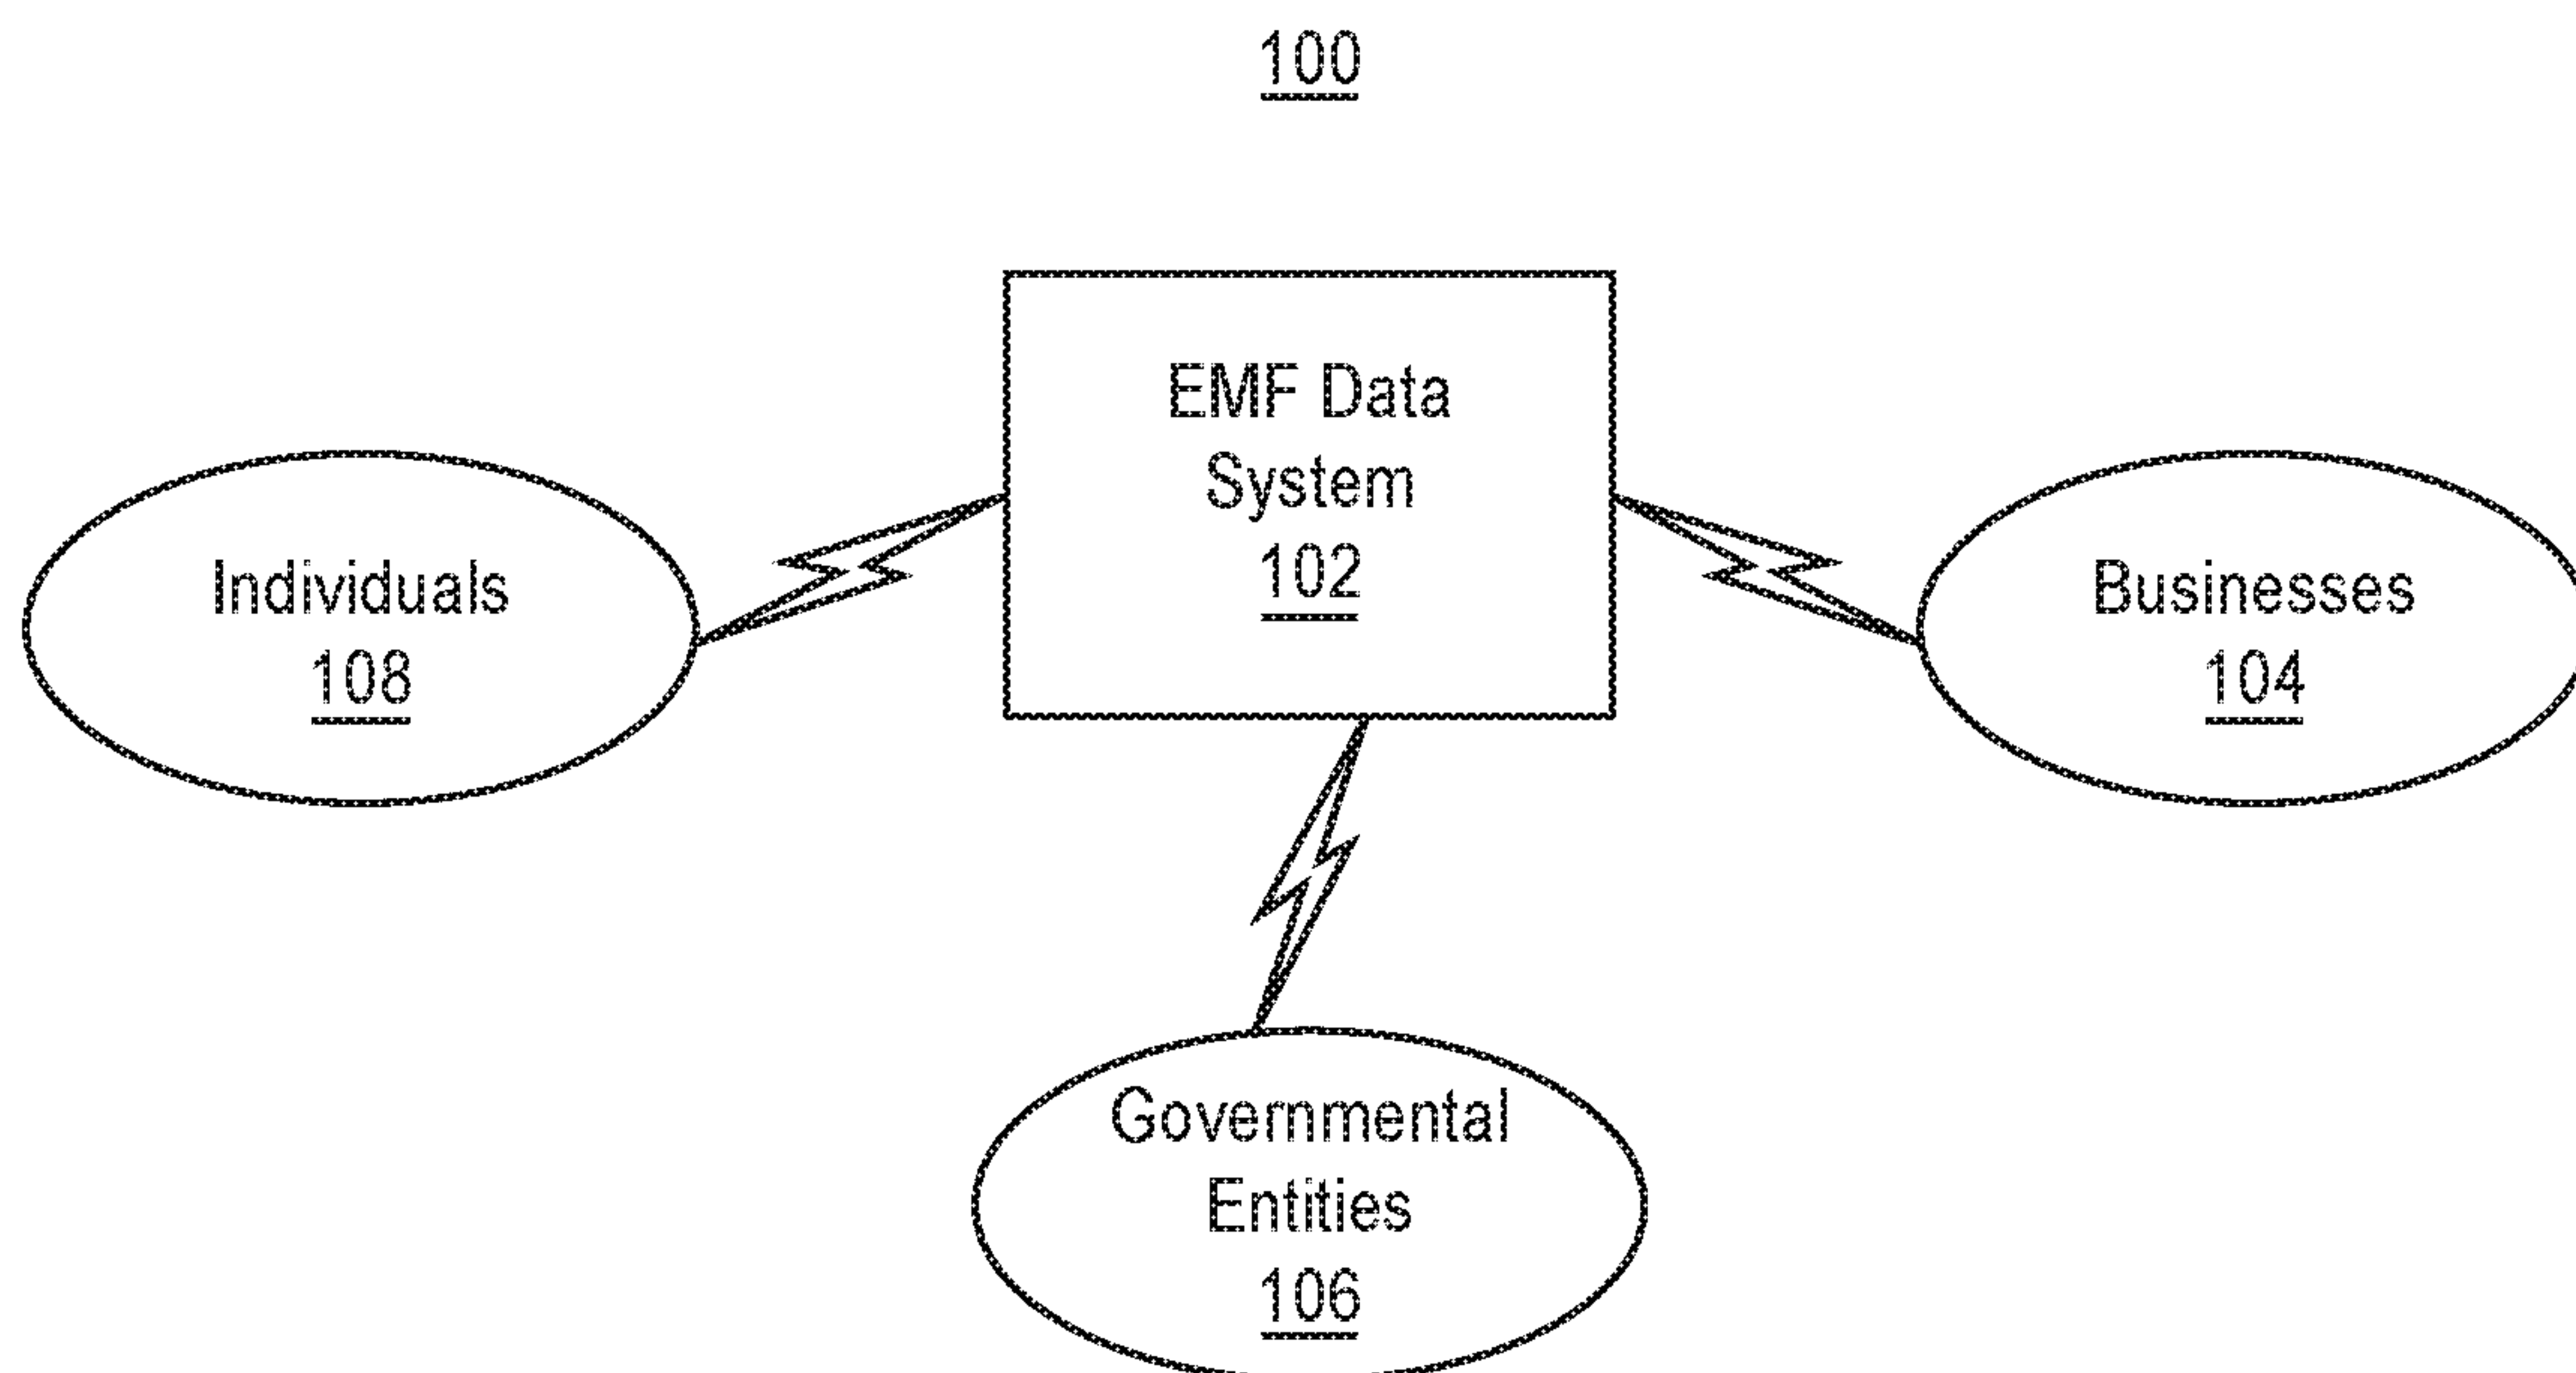 100
EMF Data
System
102
Individuals
108
Businesses
104
Governmental
Entities
106